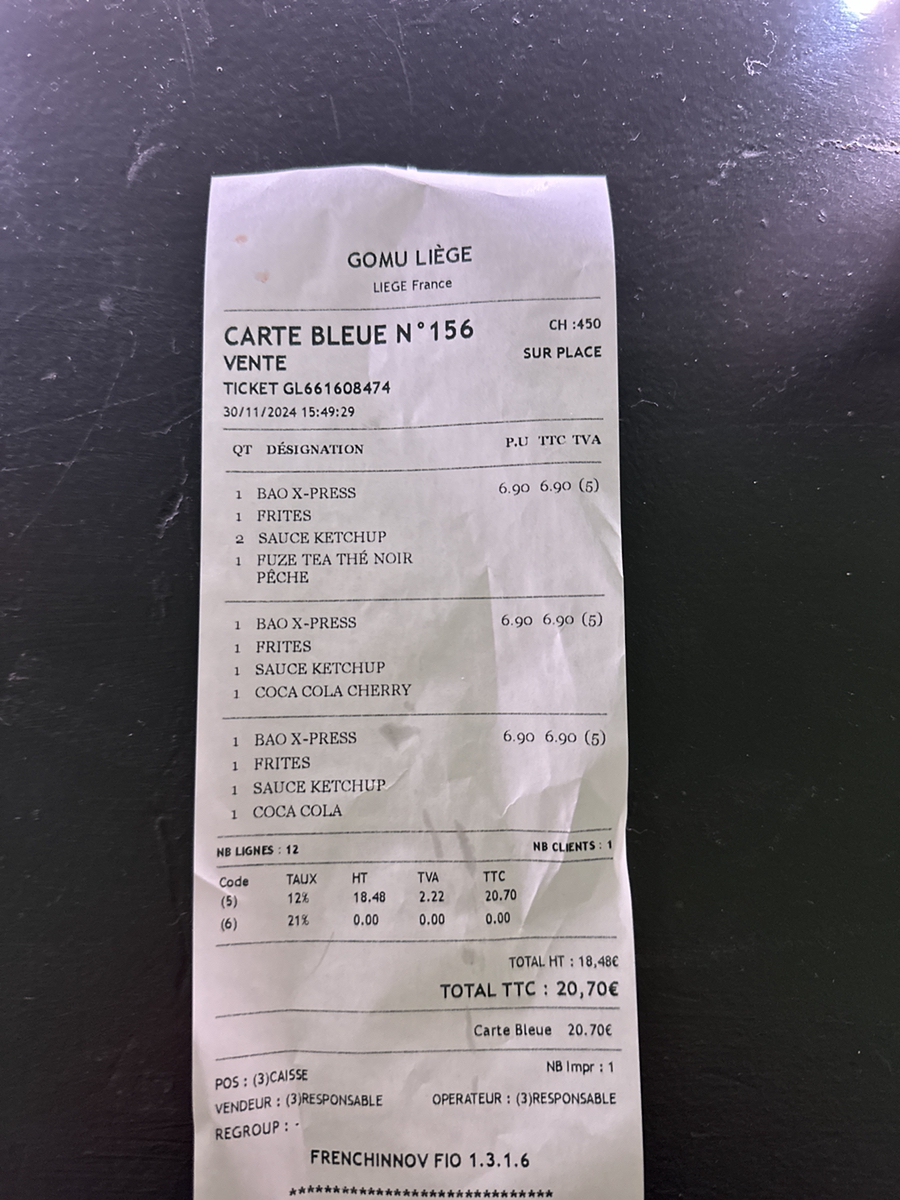 GOMU LIÈGE
LIEGE France
CARTE BLEUE N°156 CH :450
VENTE SUR PLACE
TICKET GL661608474
30/11/2024 15:49:29
QT DÉSIGNATION P.U TTC TVA
1 BAO X-PRESS 6.90 6.90 (5)
1 FRITES
2 SAUCE KETCHUP
1 FUZE TEA THÉ NOIR
PÊCHE
1 BAO X-PRESS 6.90 6.90 (5)
1 FRITES
1 SAUCE KETCHUP
1 COCA COLA CHERRY
1 BAO X-PRESS 6.90 6.90 (5)
1 FRITES
1 SAUCE KETCHUP
1 COCA COLA
NB LIGNES : 12 NB CLIENTS : 1
Code TAUX HT TVA TTC
(5) 12% 18.48 2.22 20.70
(6) 21% 0.00 0.00 0.00
TOTAL HT : 18,48€
TOTAL TTC : 20,70€
Carte Bleue 20.70€
NB Impr : 1
POS : (3)CAISSE
VENDEUR : (3)RESPONSABLE OPERATEUR : (3)RESPONSABLE
REGROUP : -
FRENCHINNOV FIO 1.3.1.6
******************************